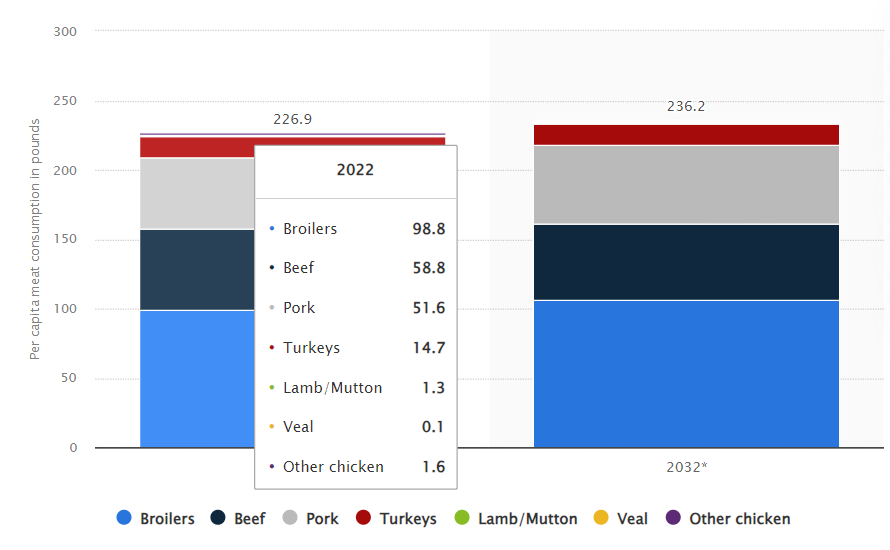 300
250
200
150
100
50
0
Per capita meat consumption in pounds
226.9
236.2
2022
Broilers 98.8
Beef 58.8
Pork 51.6
Turkeys 14.7
Lamb/Mutton 1.3
Veal 0.1
Other chicken 1.6
2032*
Broilers Beef Pork Turkeys Lamb/Mutton Veal Other chicken